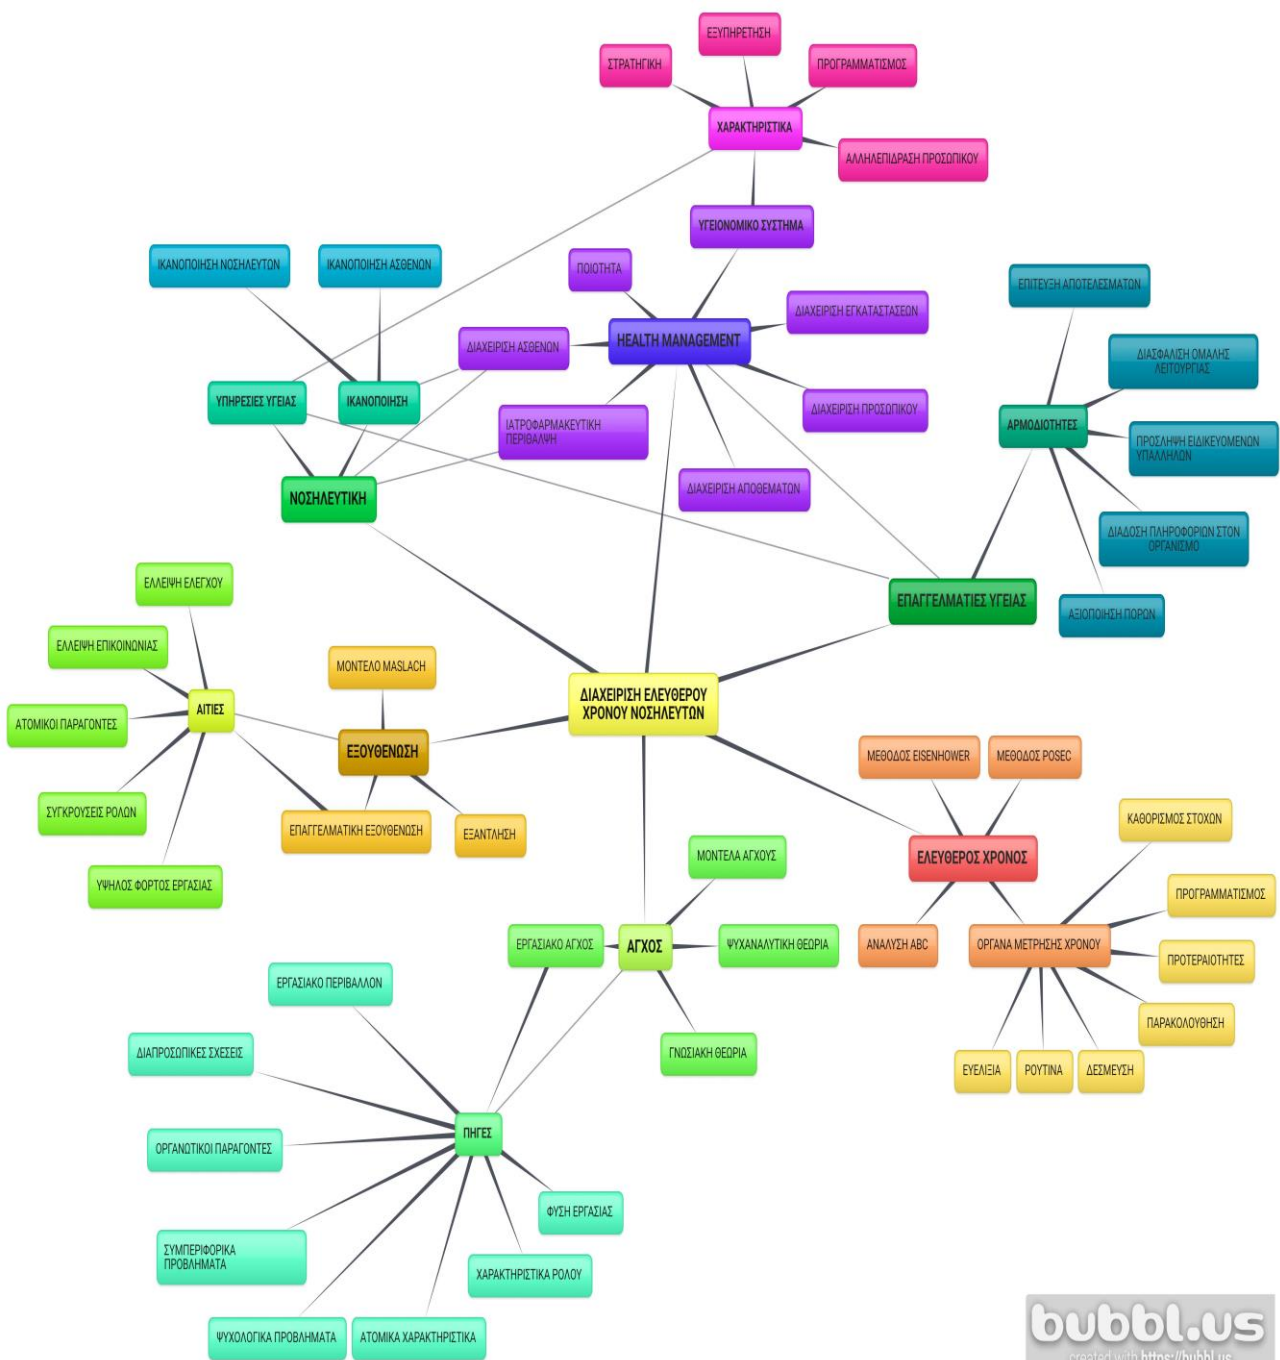 ΕΞΥΠΗΡΕΤΗΣΗ
ΣΤΡΑΤΗΓΙΚΗ
ΠΡΟΓΡΑΜΜΑΤΙΣΜΟΣ
ΧΑΡΑΚΤΗΡΙΣΤΙΚΑ
ΑΛΛΗΛΕΠΙΔΡΑΣΗ ΠΡΟΣΩΠΙΚΟΥ
ΥΓΕΙΟΝΟΜΙΚΟ ΣΥΣΤΗΜΑ
ΙΚΑΝΟΠΟΙΗΣΗ ΝΟΣΗΛΕΥΤΩΝ
ΙΚΑΝΟΠΟΙΗΣΗ ΑΣΘΕΝΩΝ
ΠΟΙΟΤΗΤΑ
ΕΠΙΤΕΥΞΗ ΑΠΟΤΕΛΕΣΜΑΤΩΝ
ΔΙΑΧΕΙΡΙΣΗ ΕΓΚΑΤΑΣΤΑΣΕΩΝ
HEALTH MANAGEMENT
ΔΙΑΧΕΙΡΙΣΗ ΑΣΘΕΝΩΝ
ΔΙΑΣΦΑΛΙΣΗ ΟΜΑΛΗΣ
ΛΕΙΤΟΥΡΓΙΑΣ
ΥΠΗΡΕΣΙΕΣ ΥΓΕΙΑΣ
ΙΚΑΝΟΠΟΙΗΣΗ
ΔΙΑΧΕΙΡΙΣΗ ΠΡΟΣΩΠΙΚΟΥ
ΙΑΤΡΟΦΑΡΜΑΚΕΥΤΙΚΗ
ΠΕΡΙΘΑΛΨΗ
ΑΡΜΟΔΙΟΤΗΤΕΣ
ΠΡΟΣΛΗΨΗ ΕΙΔΙΚΕΥΟΜΕΝΩΝ
ΥΠΑΛΛΗΛΩΝ
ΝΟΣΗΛΕΥΤΙΚΗ
ΔΙΑΧΕΙΡΙΣΗ ΑΠΟΘΕΜΑΤΩΝ
ΔΙΑΔΟΣΗ ΠΛΗΡΟΦΟΡΙΩΝ ΣΤΟΝ
ΟΡΓΑΝΙΣΜΟ
ΕΛΛΕΙΨΗ ΕΛΕΓΧΟΥ
ΕΠΑΓΓΕΛΜΑΤΙΕΣ ΥΓΕΙΑΣ
ΑΞΙΟΠΟΙΗΣΗ ΠΟΡΩΝ
ΕΛΛΕΙΨΗ ΕΠΙΚΟΙΝΩΝΙΑΣ
ΜΟΝΤΕΛΟ MASLACH
ΔΙΑΧΕΙΡΙΣΗ ΕΛΕΥΘΕΡΟΥ
ΧΡΟΝΟΥ ΝΟΣΗΛΕΥΤΩΝ
ΑΙΤΙΕΣ
ΑΤΟΜΙΚΟΙ ΠΑΡΑΓΟΝΤΕΣ
ΕΞΟΥΘΕΝΩΣΗ
ΜΕΘΟΔΟΣ EISENHOWER
ΜΕΘΟΔΟΣ POSEC
ΣΥΓΚΡΟΥΣΕΙΣ ΡΟΛΩΝ
ΕΠΑΓΓΕΛΜΑΤΙΚΗ ΕΞΟΥΘΕΝΩΣΗ
ΕΞΑΝΤΛΗΣΗ
ΚΑΘΟΡΙΣΜΟΣ ΣΤΟΧΩΝ
ΜΟΝΤΕΛΑ ΑΓΧΟΥΣ
ΕΛΕΥΘΕΡΟΣ ΧΡΟΝΟΣ
ΥΨΗΛΟΣ ΦΟΡΤΟΣ ΕΡΓΑΣΙΑΣ
ΠΡΟΓΡΑΜΜΑΤΙΣΜΟΣ
ΕΡΓΑΣΙΑΚΟ ΑΓΧΟΣ
ΑΓΧΟΣ
ΨΥΧΑΝΑΛΥΤΙΚΗ ΘΕΩΡΙΑ
ΑΝΑΛΥΣΗ ABC
ΟΡΓΑΝΑ ΜΕΤΡΗΣΗΣ ΧΡΟΝΟΥ
ΠΡΟΤΕΡΑΙΟΤΗΤΕΣ
ΕΡΓΑΣΙΑΚΟ ΠΕΡΙΒΑΛΛΟΝ
ΠΑΡΑΚΟΛΟΥΘΗΣΗ
ΔΙΑΠΡΟΣΩΠΙΚΕΣ ΣΧΕΣΕΙΣ
ΓΝΩΣΙΑΚΗ ΘΕΩΡΙΑ
ΕΥΕΛΙΞΙΑ
ΡΟΥΤΙΝΑ
ΔΕΣΜΕΥΣΗ
ΠΗΓΕΣ
ΟΡΓΑΝΩΤΙΚΟΙ ΠΑΡΑΓΟΝΤΕΣ
ΦΥΣΗ ΕΡΓΑΣΙΑΣ
ΣΥΜΠΕΡΙΦΟΡΙΚΑ
ΠΡΟΒΛΗΜΑΤΑ
ΧΑΡΑΚΤΗΡΙΣΤΙΚΑ ΡΟΛΟΥ
ΨΥΧΟΛΟΓΙΚΑ ΠΡΟΒΛΗΜΑΤΑ
ΑΤΟΜΙΚΑ ΧΑΡΑΚΤΗΡΙΣΤΙΚΑ
bubbl.us
created with https://bubbl.us